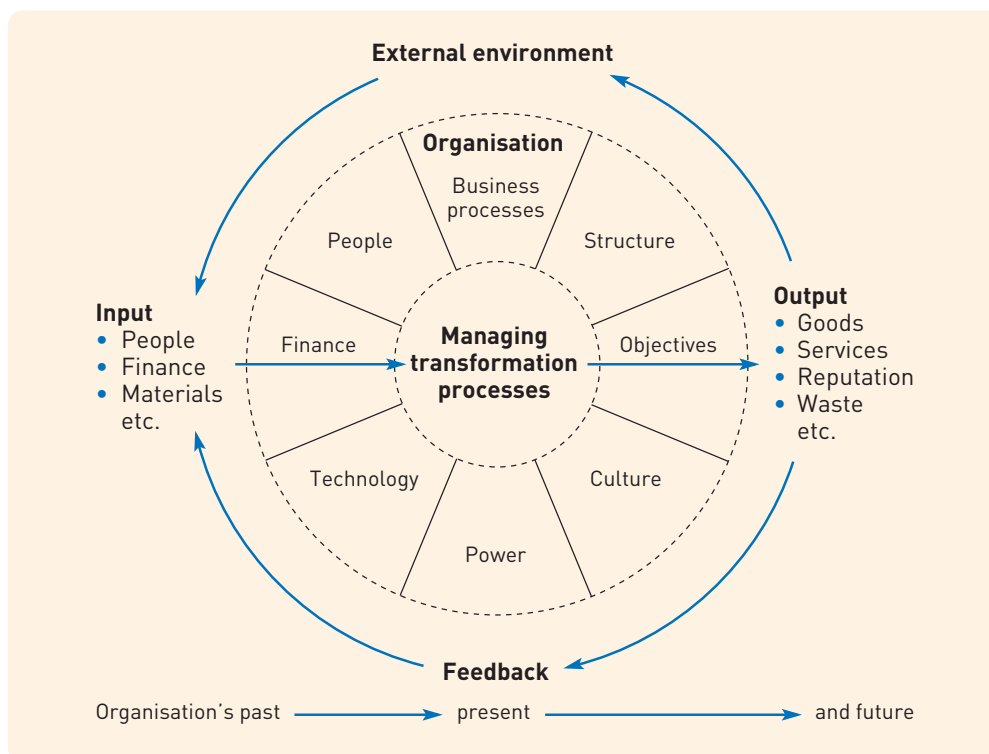 External environment
Organisation
Business
processes
People
Structure
Input
• People
• Finance
• Materials
etc.
Finance
Managing
transformation
processes
Objectives
Output
• Goods
• Services
• Reputation
• Waste
etc.
Technology
Culture
Power
Feedback
Organisation's past
present
and future